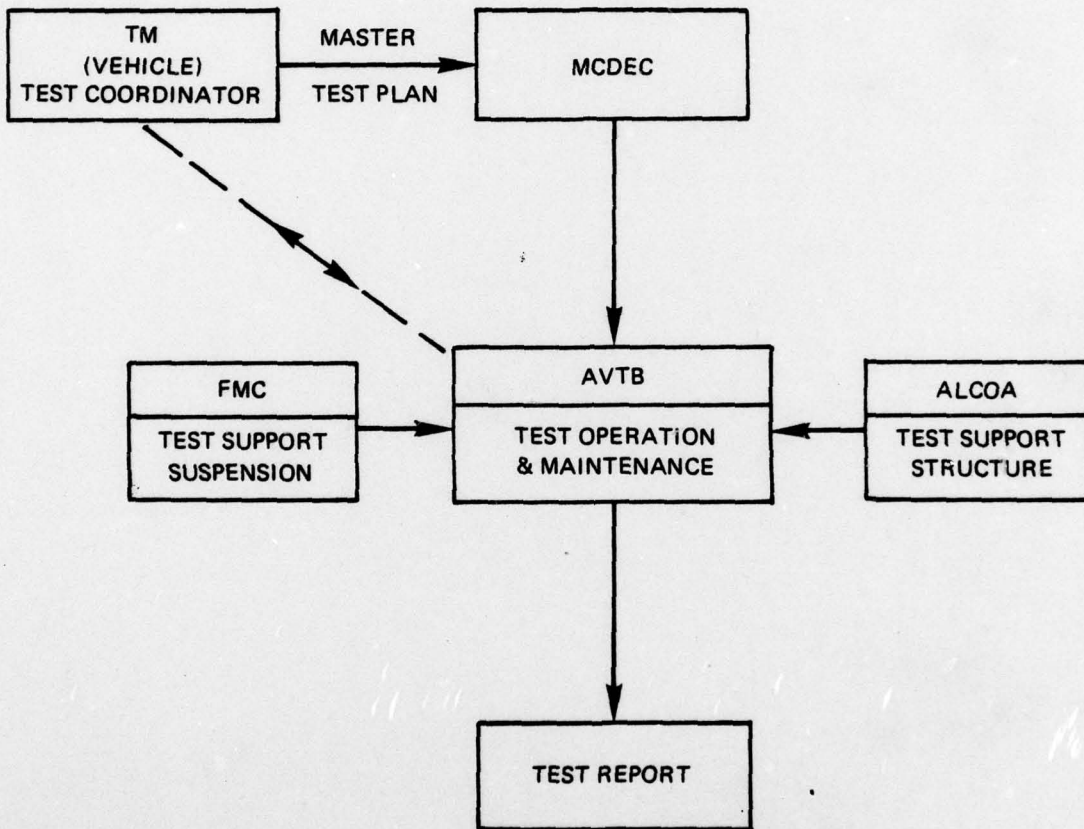 TM
(VEHICLE)
TEST COORDINATOR
MASTER
TEST PLAN
MCDEC
FMC
TEST SUPPORT
SUSPENSION
AVTB
TEST OPERATION
& MAINTENANCE
ALCOA
TEST SUPPORT
STRUCTURE
TEST REPORT